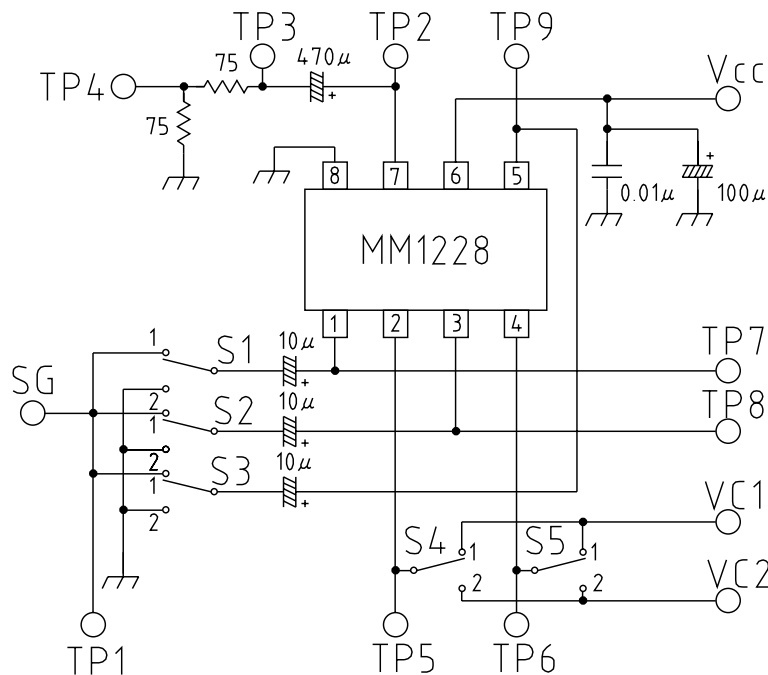 TP3 TP2 TP9
75 470μ Vcc
TP4
75
+ +
8 7 6 5
0.01μ 100μ
MM1228
1 2 3 4
1 S1 10μ TP7
SG +
2 S2 10μ TP8
1 +
2 S3 10μ
1 +
2 VC1
S4 1 S5 1
2 2 VC2
TP1 TP5 TP6